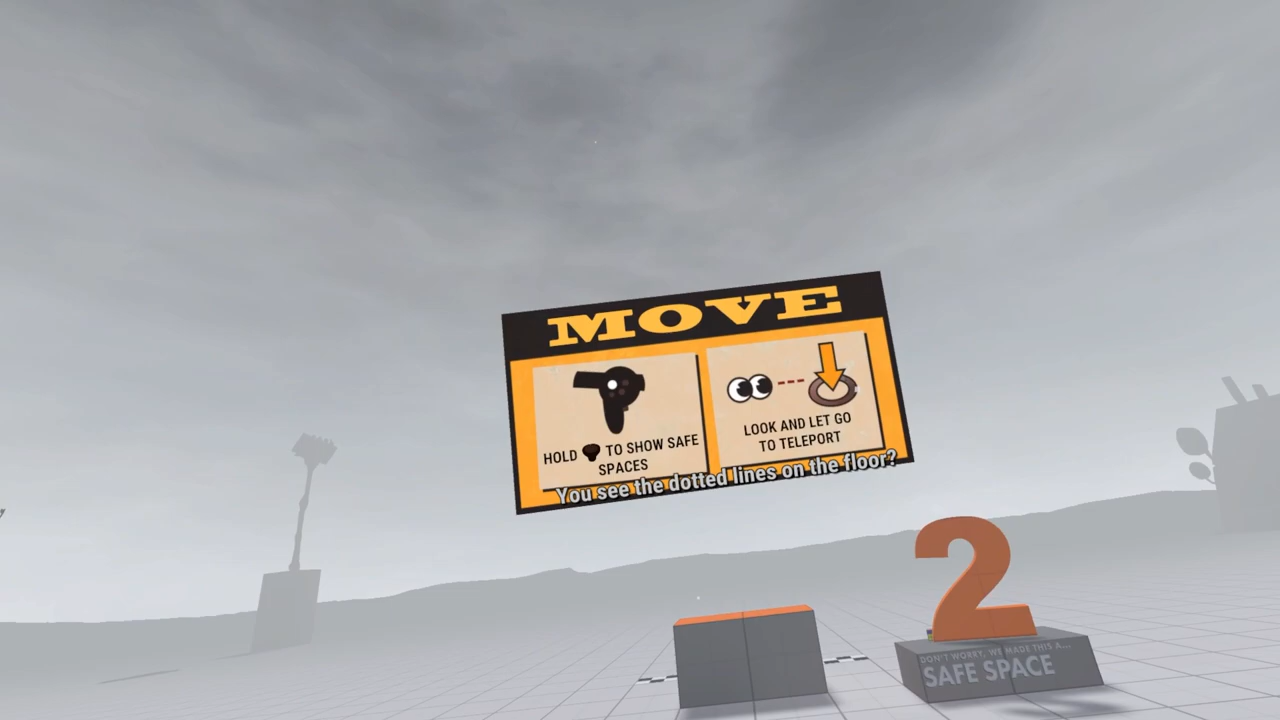 MOVE
HOLD TO SHOW SAFE
SPACES
LOOK AND LET GO
TO TELEPORT
You see the dotted lines on the floor?
2
DON'T WORRY, WE MADE THIS A...
SAFE SPACE